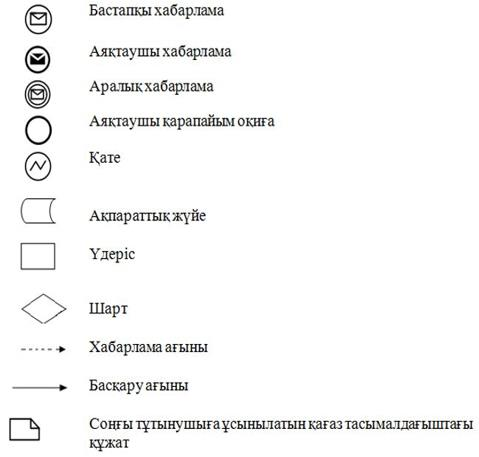 Бастапқы хабарлама
Аяқтаушы хабарлама
Аралық хабарлама
Аяқтаушы қарапайым оқиға
Қате
Ақпараттық жүйе
Үдеріс
Шарт
Хабарлама ағыны
Басқару ағыны
Соңғы тұтынушыға ұсынылатын қағаз тасымалдағыштағы
құжат